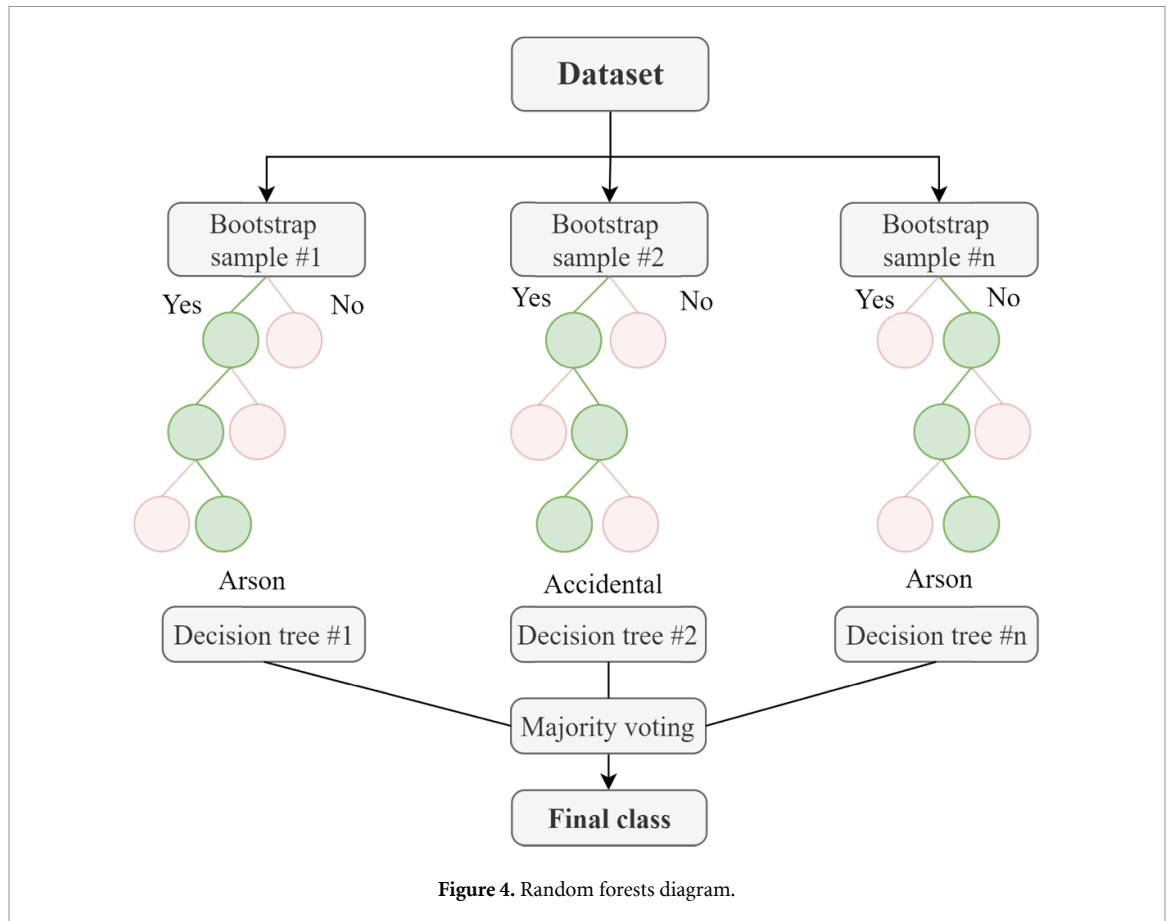 Dataset
Bootstrap
sample #1
Bootstrap
sample #2
Bootstrap
sample #n
Yes
No
Yes
No
Yes
No
Arson
Accidental
Arson
Decision tree #1
Decision tree #2
Decision tree #n
Majority voting
Final class
Figure 4. Random forests diagram.